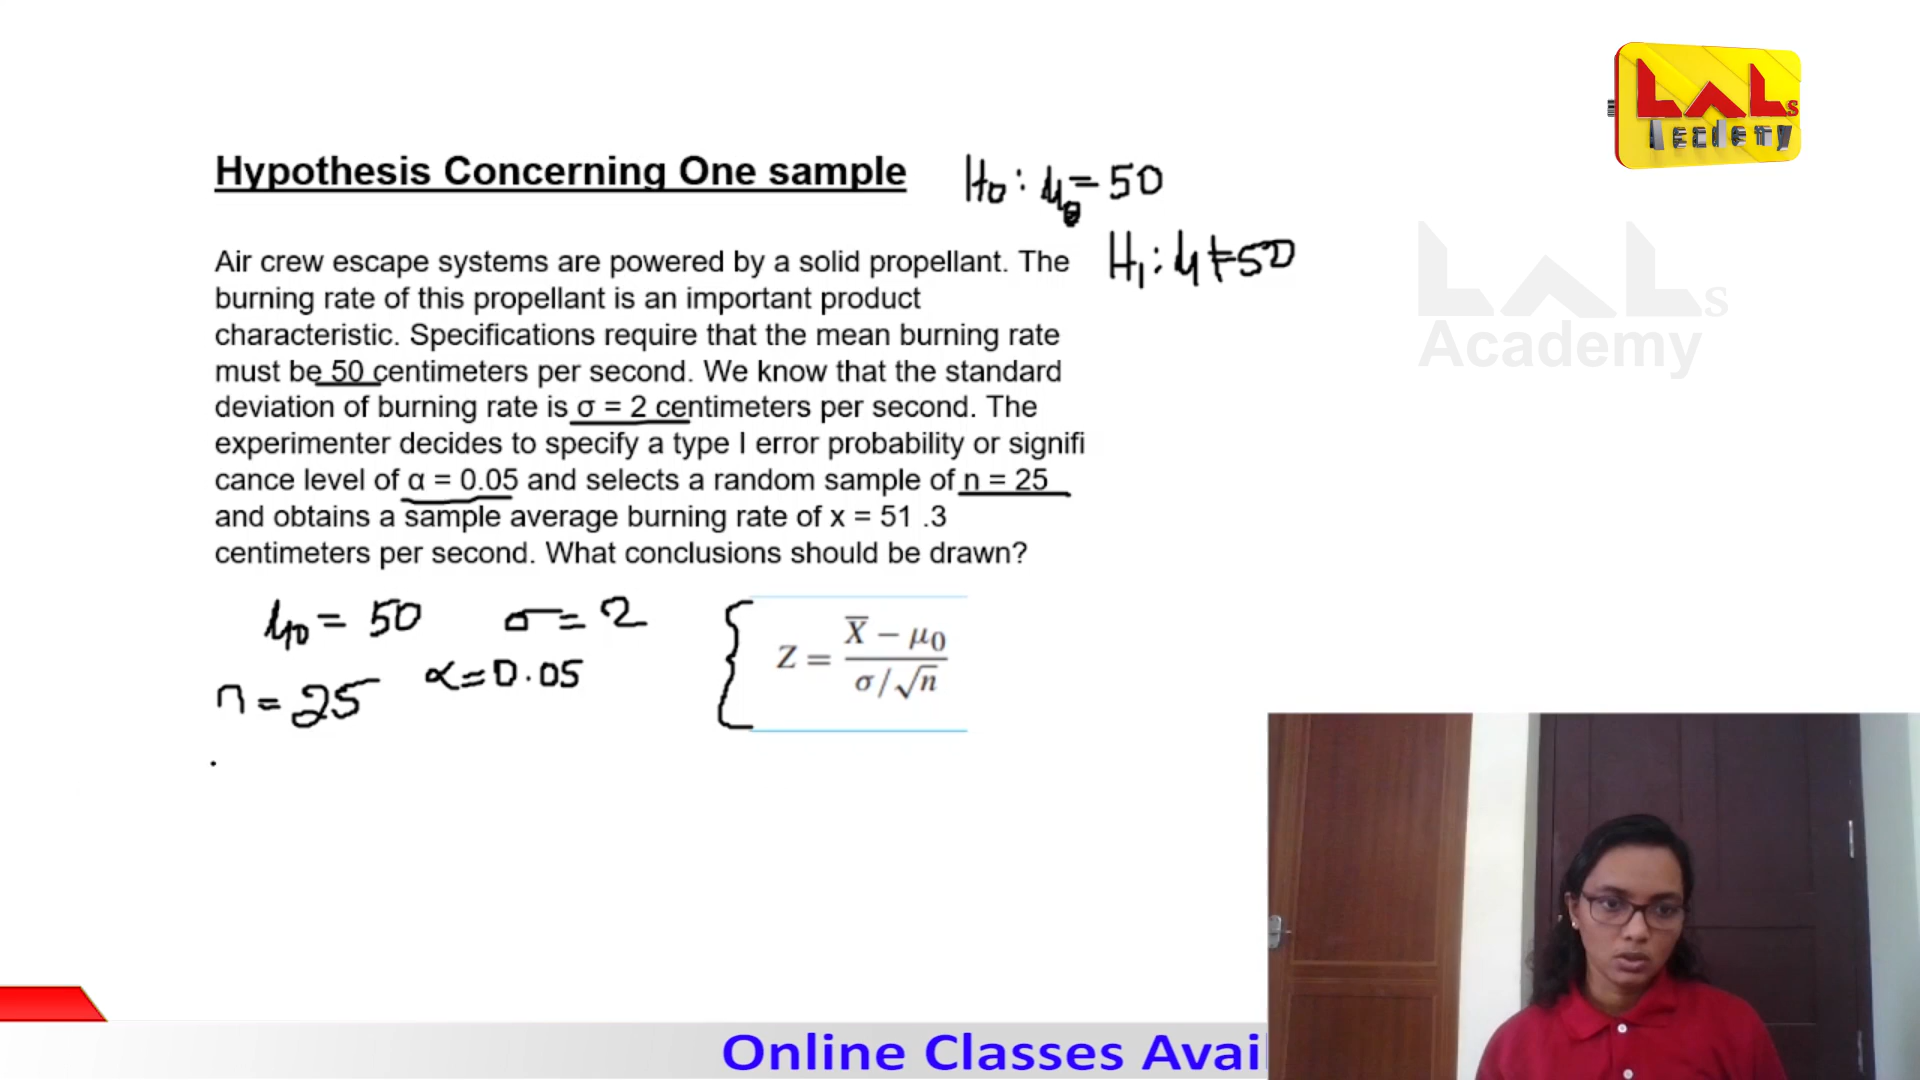 LALs
Academy
Hypothesis Concerning One sample
H0 : μ0 = 50
H1 : μ ≠ 50
LALs
Academy
Air crew escape systems are powered by a solid propellant. The
burning rate of this propellant is an important product
characteristic. Specifications require that the mean burning rate
must be 50 centimeters per second. We know that the standard
deviation of burning rate is σ = 2 centimeters per second. The
experimenter decides to specify a type I error probability or signifi
cance level of α = 0.05 and selects a random sample of n = 25
and obtains a sample average burning rate of x = 51 .3
centimeters per second. What conclusions should be drawn?
μ0 = 50 σ = 2
n = 25 α = 0.05
Z = (X̅ − μ0) / (σ/√n)
Online Classes Avai